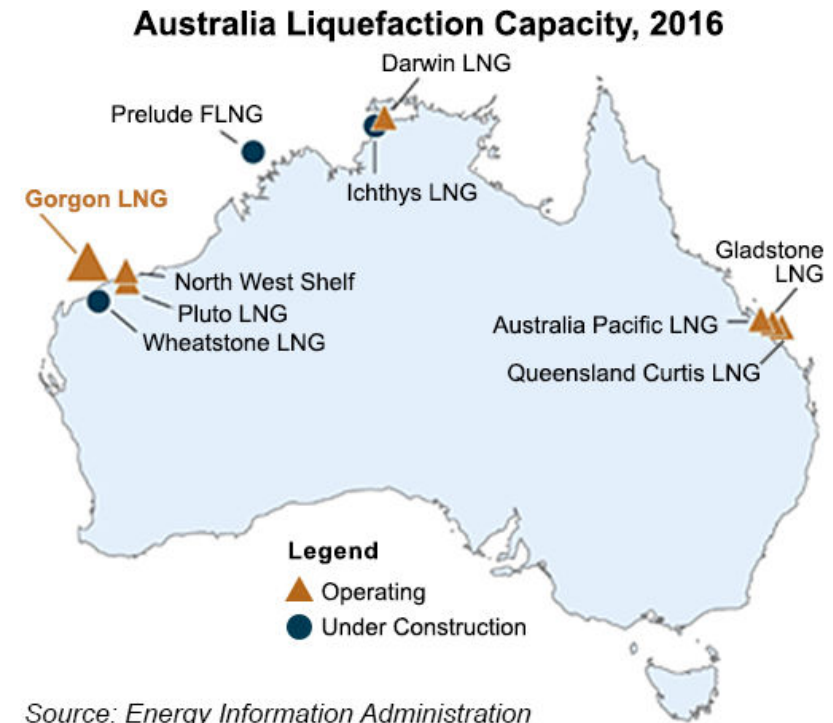 Australia Liquefaction Capacity, 2016
Darwin LNG
Prelude FLNG
Ichthys LNG
Gorgon LNG
Gladstone
LNG
North West Shelf
Pluto LNG
Australia Pacific LNG
Wheatstone LNG
Queensland Curtis LNG
Legend
Operating
Under Construction
Source: Energy Information Administration